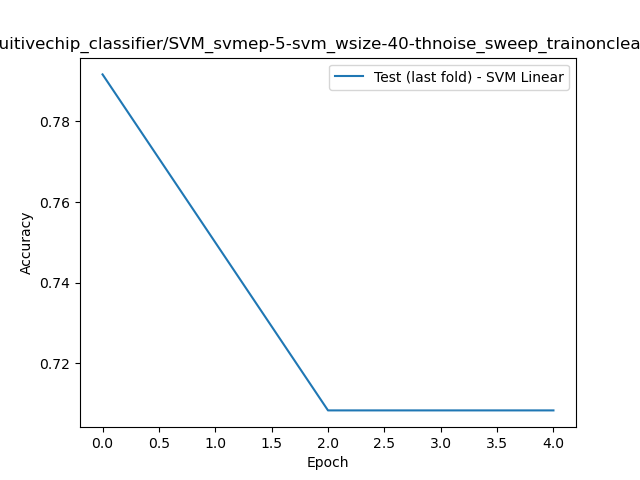 uitivechip_classifier/SVM_svmep-5-svm_wsize-40-thnoise_sweep_trainonclea
Test (last fold) - SVM Linear
Accuracy
0.78
0.76
0.74
0.72
0.0 0.5 1.0 1.5 2.0 2.5 3.0 3.5 4.0
Epoch